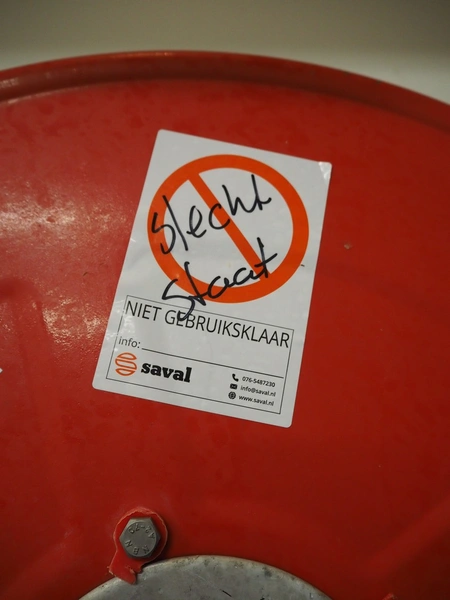 slecht
staat
NIET GEBRUIKSKLAAR
info:
saval
076-5487230
info@saval.nl
www.saval.nl